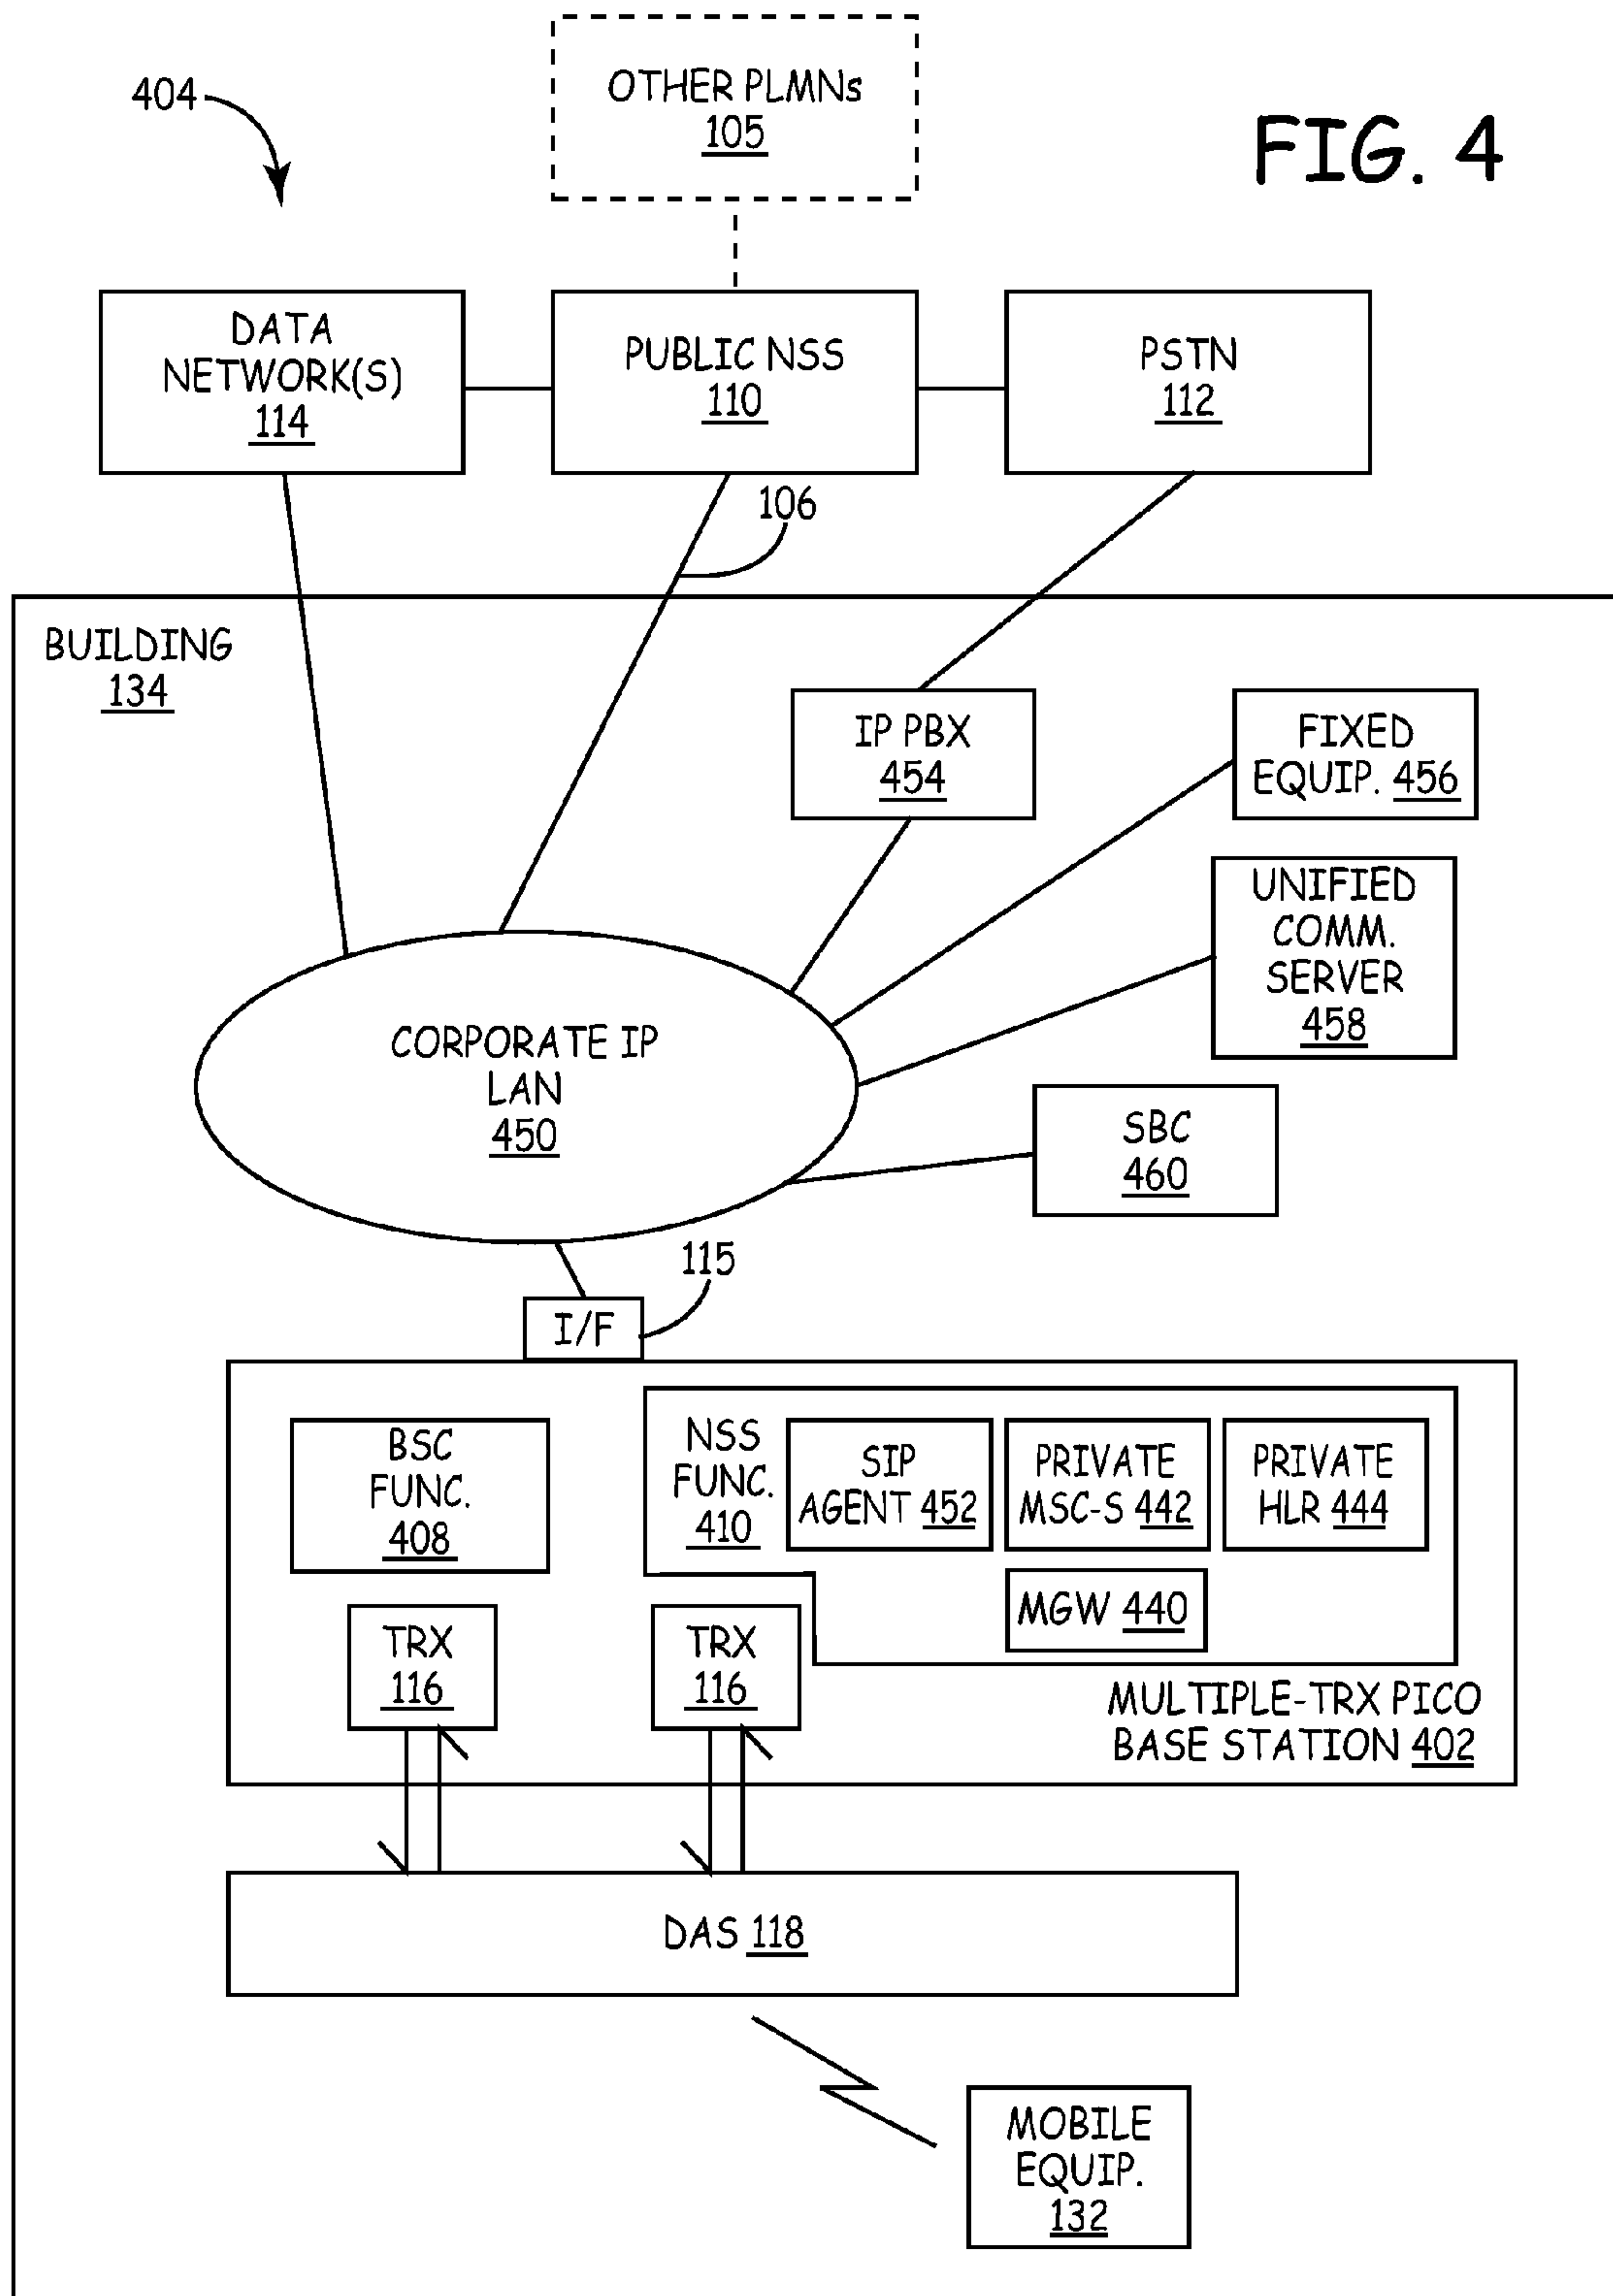 404
OTHER PLMNs
105
FIG. 4
DATA
NETWORK(S)
114
PUBLIC NSS
110
PSTN
112
106
BUILDING
134
IP PBX
454
FIXED
EQUIP. 456
UNIFIED
COMM.
SERVER
458
CORPORATE IP
LAN
450
SBC
460
115
I/F
BSC
FUNC.
408
NSS
FUNC.
410
SIP
AGENT 452
PRIVATE
MSC-S 442
PRIVATE
HLR 444
MGW 440
TRX
116
TRX
116
MULTIPLE-TRX PICO
BASE STATION 402
DAS 118
MOBILE
EQUIP.
132